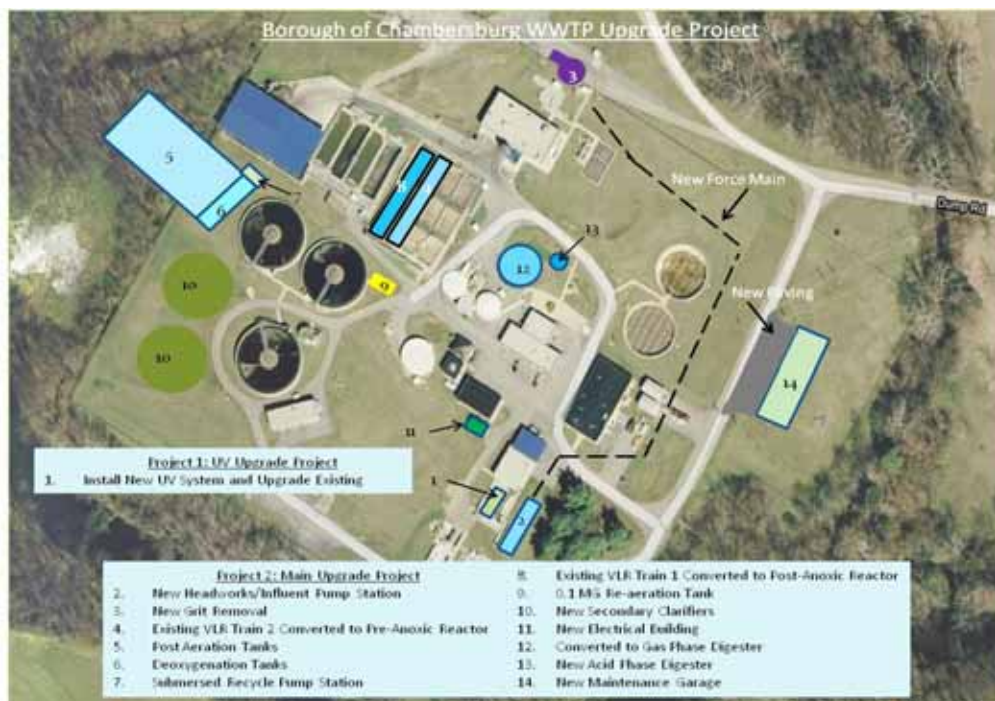 Borough of Chambersburg WWTP Upgrade Project
3
5
New Force Main
8 4
6
Dump Rd
13
12
10
9
New Paving
10
14
11
Project 1: UV Upgrade Project
1. Install New UV System and Upgrade Existing
1
2
Project 2: Main Upgrade Project
2. New Headworks/Influent Pump Station
3. New Grit Removal
4. Existing VLR Train 2 Converted to Pre-Anoxic Reactor
5. Post Aeration Tanks
6. Deoxygenation Tanks
7. Submersed Recycle Pump Station
8. Existing VLR Train 1 Converted to Post-Anoxic Reactor
9. 0.1 MG Re-aeration Tank
10. New Secondary Clarifiers
11. New Electrical Building
12. Converted to Gas Phase Digester
13. New Acid Phase Digester
14. New Maintenance Garage